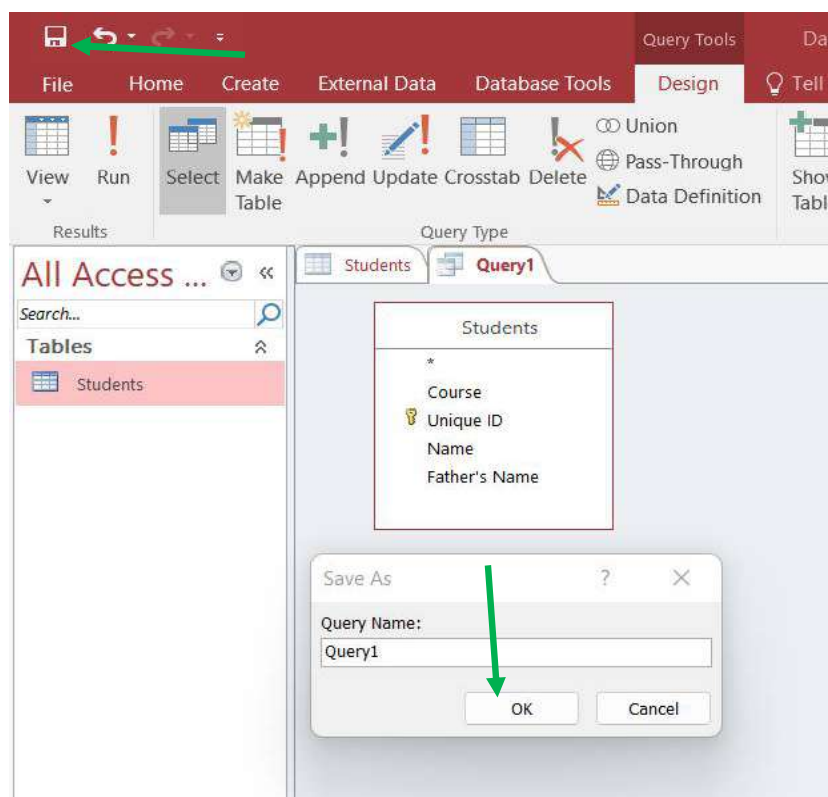 Query Tools
Da
File Home Create External Data Database Tools Design Tell
View Run Select Make Table Append Update Crosstab Delete
Union
Pass-Through
Data Definition
Show
Tabl
Results
Query Type
All Access ...
Students Query1
Search...
Tables
Students
Students
*
Course
Unique ID
Name
Father's Name
Save As ?
Query Name:
Query1
OK Cancel